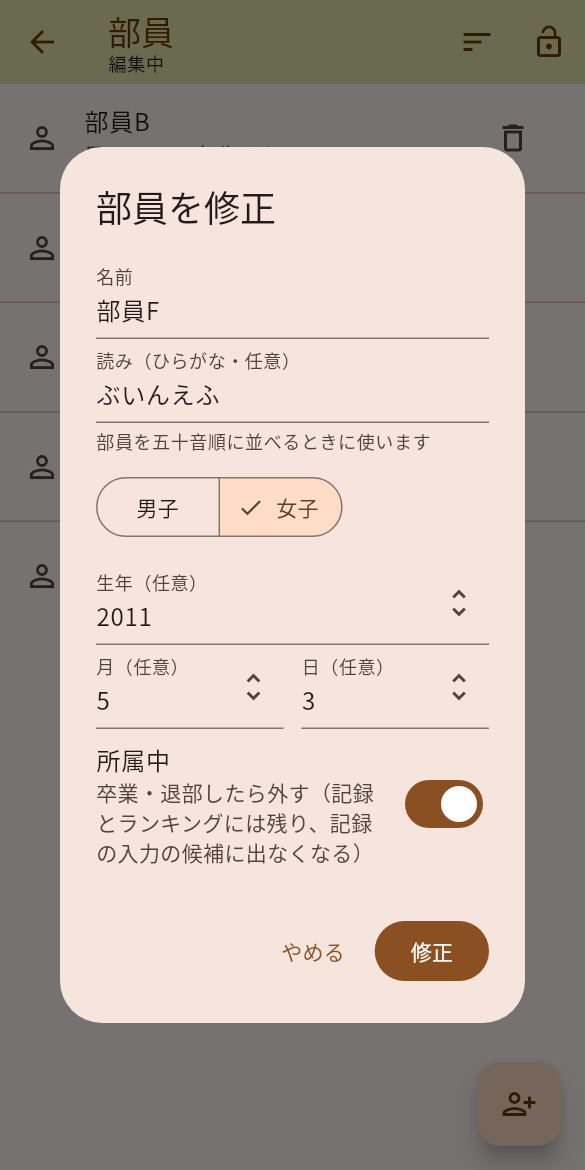 部員
編集中
部員B
部員を修正
名前
部員F
読み（ひらがな・任意）
ぶいんえふ
部員を五十音順に並べるときに使います
男子
女子
生年（任意）
2011
月（任意）
5
日（任意）
3
所属中
卒業・退部したら外す（記録
とランキングには残り、記録
の入力の候補に出なくなる）
やめる
修正